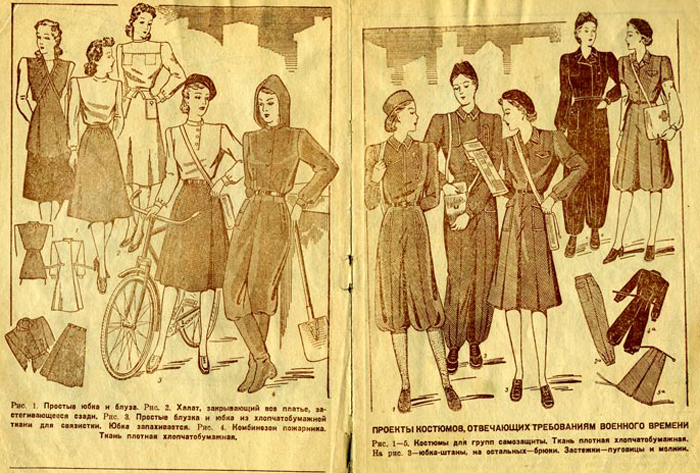 Рис. 1. Простые юбка и блуза. Рис. 2. Халат, закрывающий все платье, за-
стегивающееся сзади. Рис. 3. Простые блузка и юбка из хлопчатобумажной
ткани для связистки. Юбка запахивается. Рис. 4. Комбинезон пожарника.
Ткань плотная хлопчатобумажная.
ПРОЕКТЫ КОСТЮМОВ, ОТВЕЧАЮЩИХ ТРЕБОВАНИЯМ ВОЕННОГО ВРЕМЕНИ
Рис. 1—5. Костюмы для групп самозащиты. Ткань плотная хлопчатобумажная.
На рис. 3—юбка-штаны, на остальных—брюки. Застежки—пуговицы и молнии.